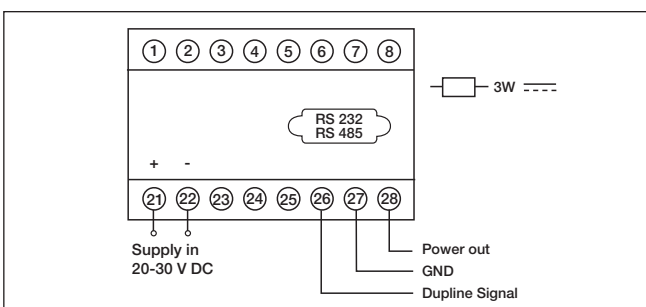 1 2 3 4 5 6 7 8
3W
RS 232
RS 485
+ -
21 22 23 24 25 26 27 28
Supply in
20-30 V DC
Power out
GND
Dupline Signal